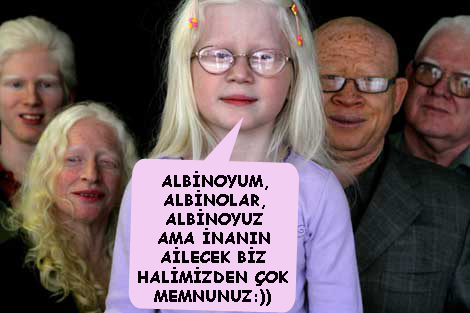 ALBİNOYUM,
ALBİNOLAR,
ALBİNOYUZ
AMA İNANIN
AİLECEK BİZ
HALİMİZDEN ÇOK
MEMNUNUZ:))